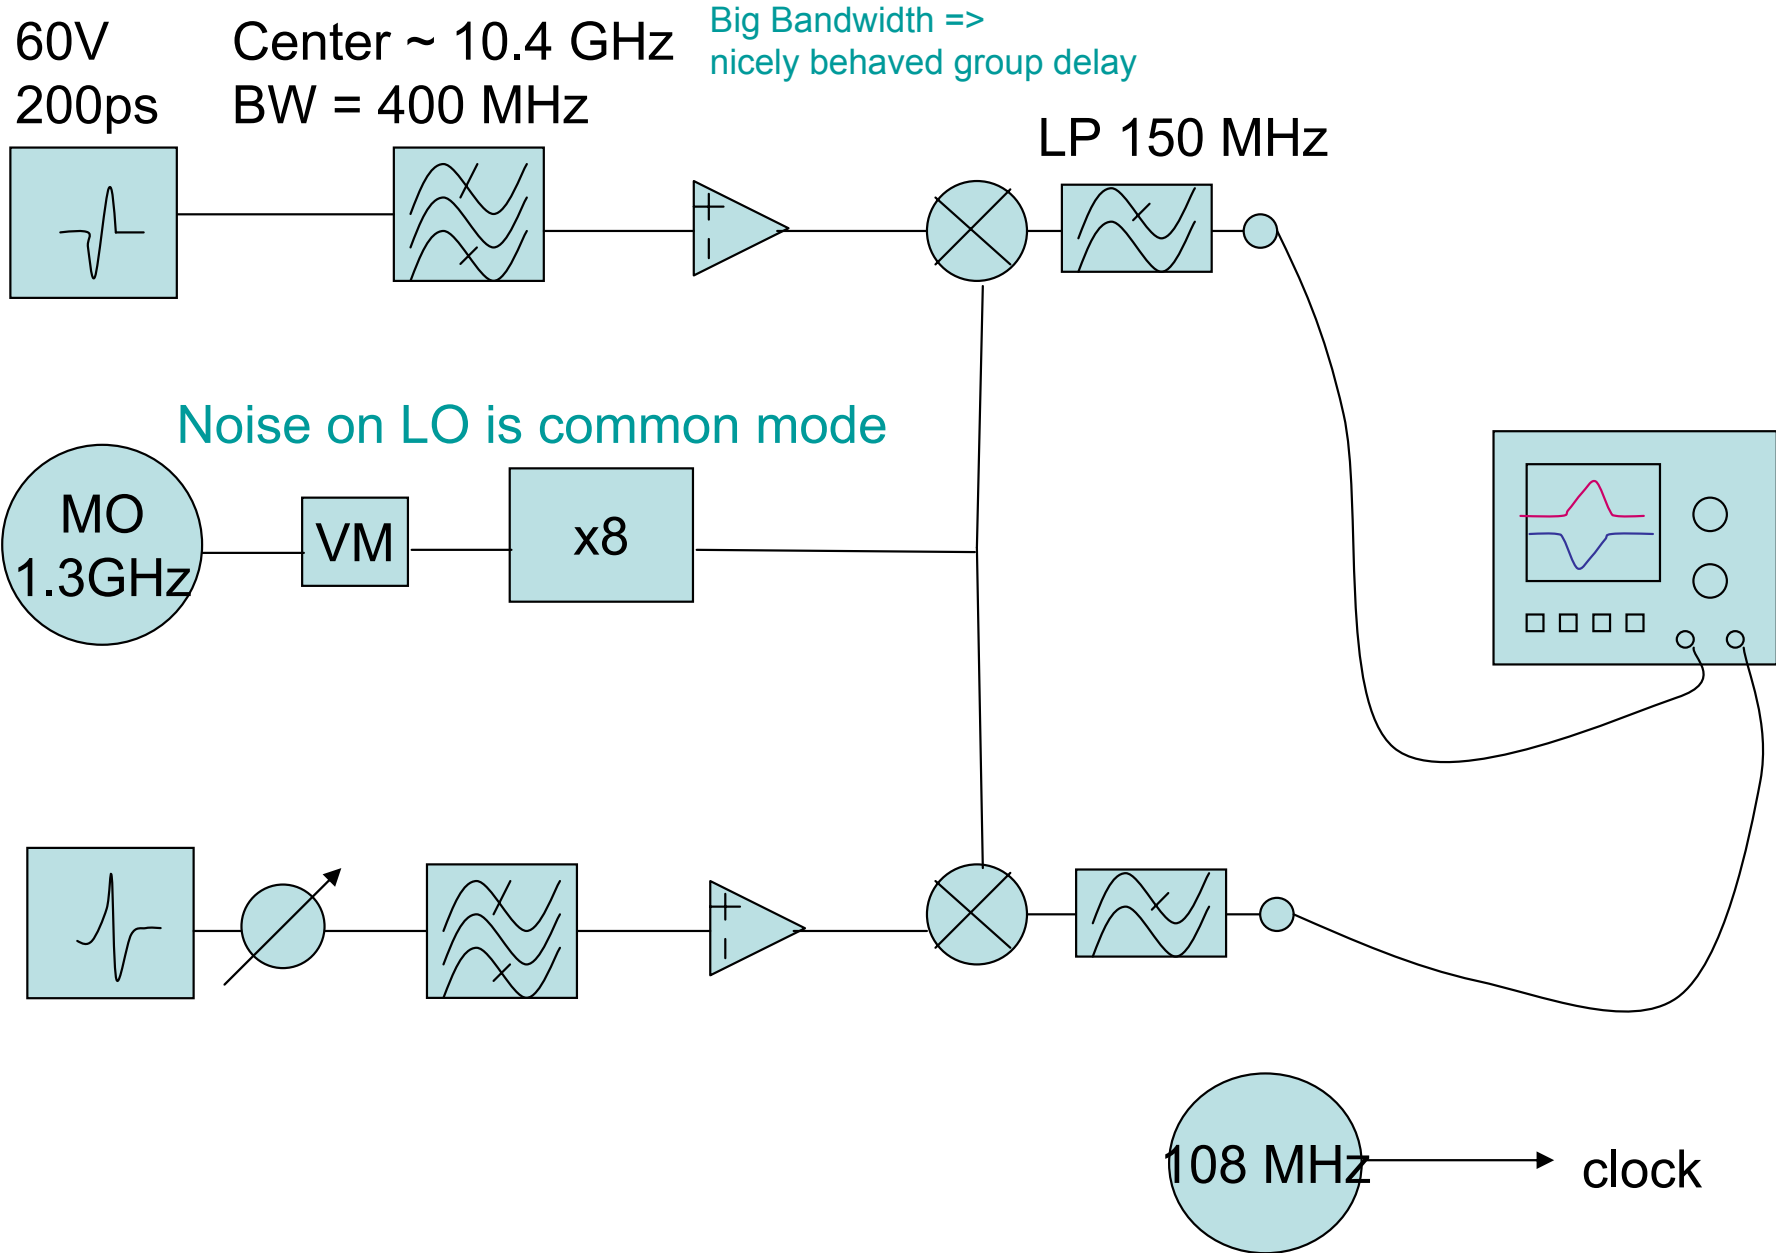 60V
200ps
Center ~ 10.4 GHz
BW = 400 MHz
Big Bandwidth =>
nicely behaved group delay
LP 150 MHz
Noise on LO is common mode
MO
1.3GHz
VM
x8
108 MHz
clock